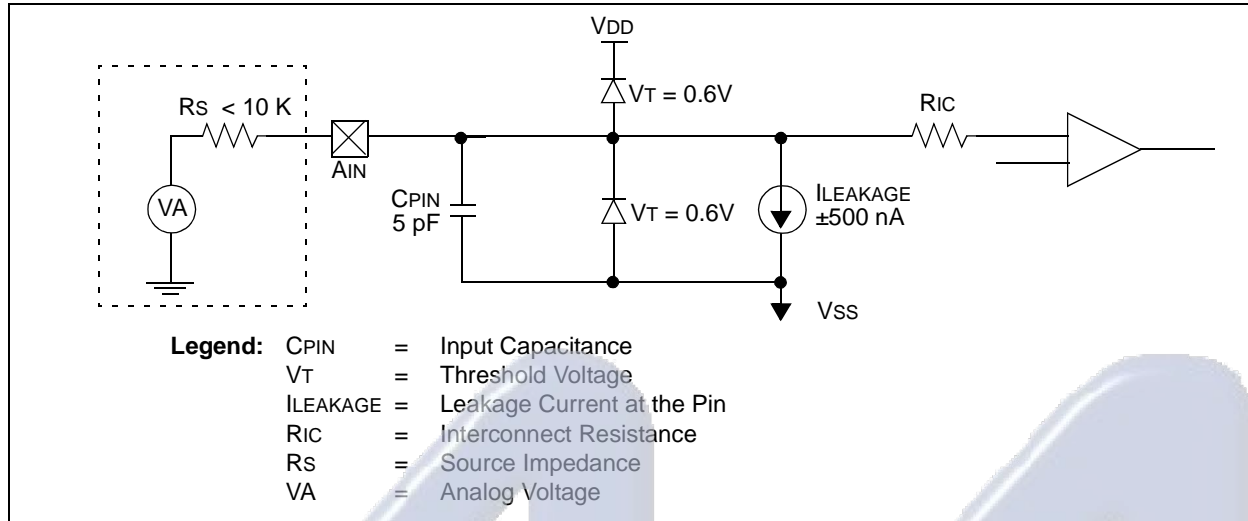 VDD
VT = 0.6V
RS < 10 K
RIC
AIN
VA
CPIN
5 pF
VT = 0.6V
ILEAKAGE
±500 nA
VSS
Legend: CPIN = Input Capacitance
VT = Threshold Voltage
ILEAKAGE = Leakage Current at the Pin
RIC = Interconnect Resistance
RS = Source Impedance
VA = Analog Voltage